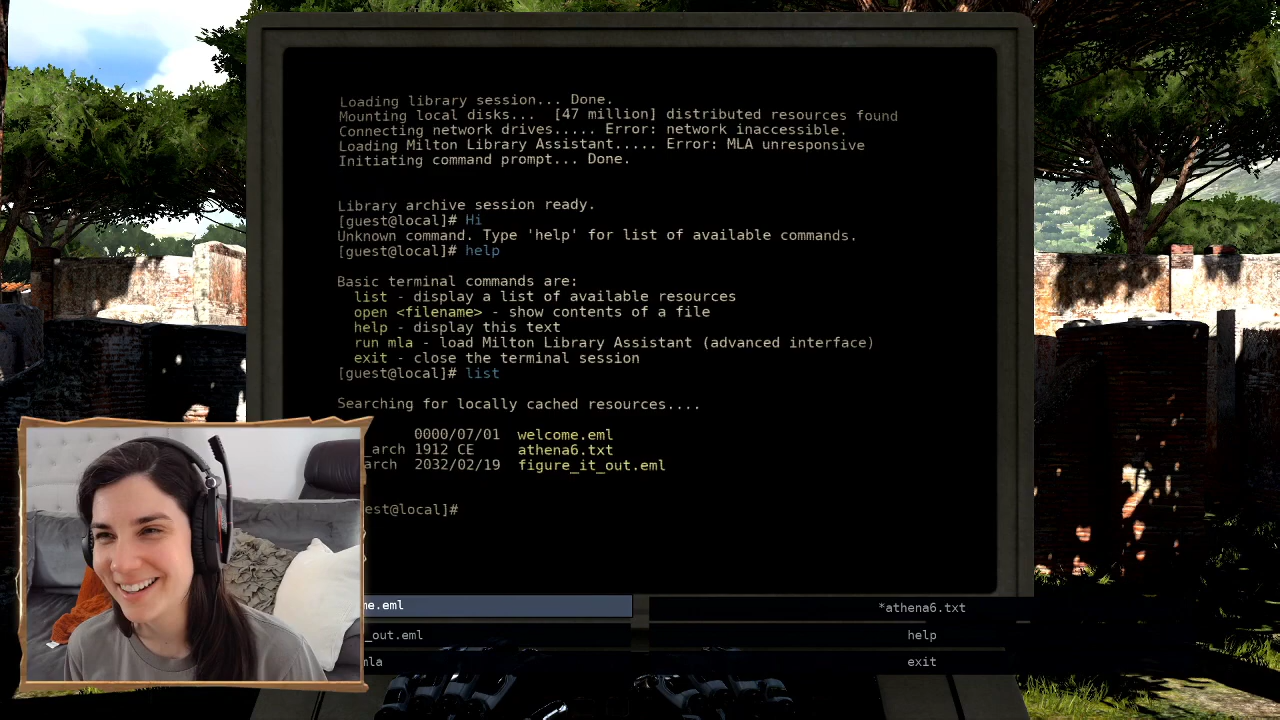 Loading library session... Done.
Mounting local disks... [47 million] distributed resources found
Connecting network drives..... Error: network inaccessible.
Loading Milton Library Assistant..... Error: MLA unresponsive
Initiating command prompt... Done.
Library archive session ready.
[guest@local]# Hi
Unknown command. Type 'help' for list of available commands.
[guest@local]# help
Basic terminal commands are:
list - display a list of available resources
open <filename> - show contents of a file
help - display this text
run mla - load Milton Library Assistant (advanced interface)
exit - close the terminal session
[guest@local]# list
Searching for locally cached resources....
0000/07/01 welcome.eml
_arch 1912 CE athena6.txt
arch 2032/02/19 figure_it_out.eml
est@local]#
me.eml *athena6.txt
_out.eml help
mla exit